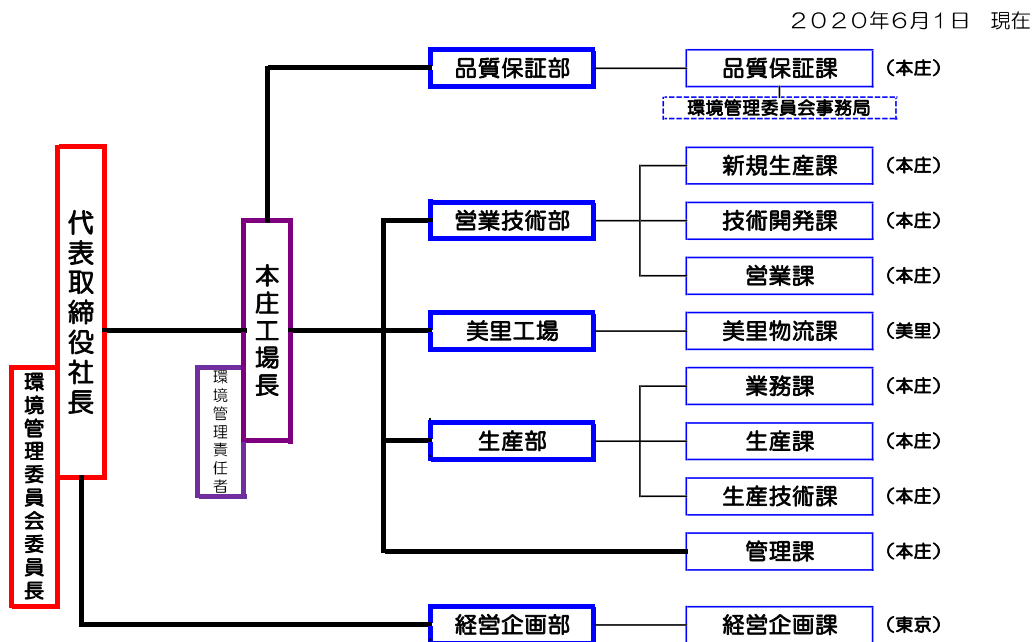 ２０２０年６月１日　現在
品質保証部
品質保証課
（本庄）
環境管理委員会事務局
代表取締役社長
環境管理委員会委員長
本庄工場長
環境管理責任者
営業技術部
新規生産課
（本庄）
技術開発課
（本庄）
営業課
（本庄）
美里工場
美里物流課
（美里）
生産部
業務課
（本庄）
生産課
（本庄）
生産技術課
（本庄）
管理課
（本庄）
経営企画部
経営企画課
（東京）